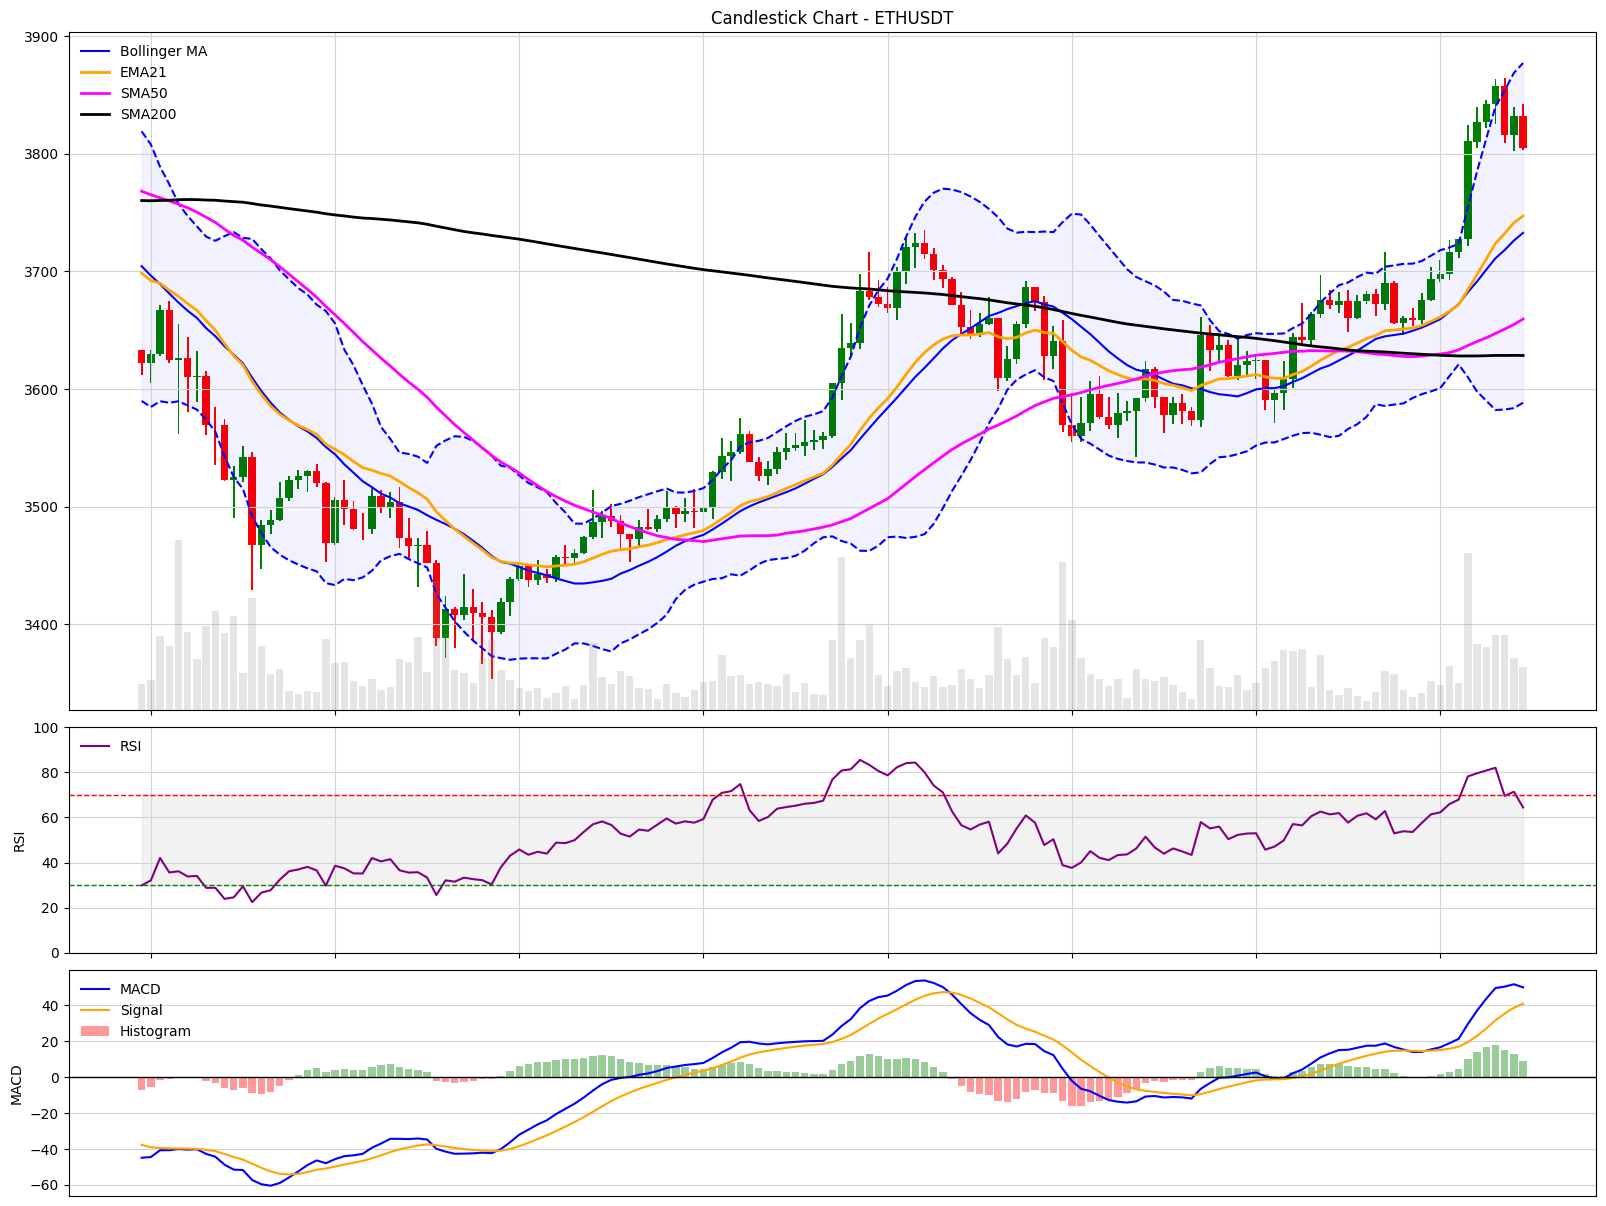 Candlestick Chart - ETHUSDT
3900
3800
3700
3600
3500
3400
Bollinger MA
EMA21
SMA50
SMA200
100
80
60
40
20
0
RSI
RSI
40
20
0
−20
−40
−60
MACD
MACD
Signal
Histogram